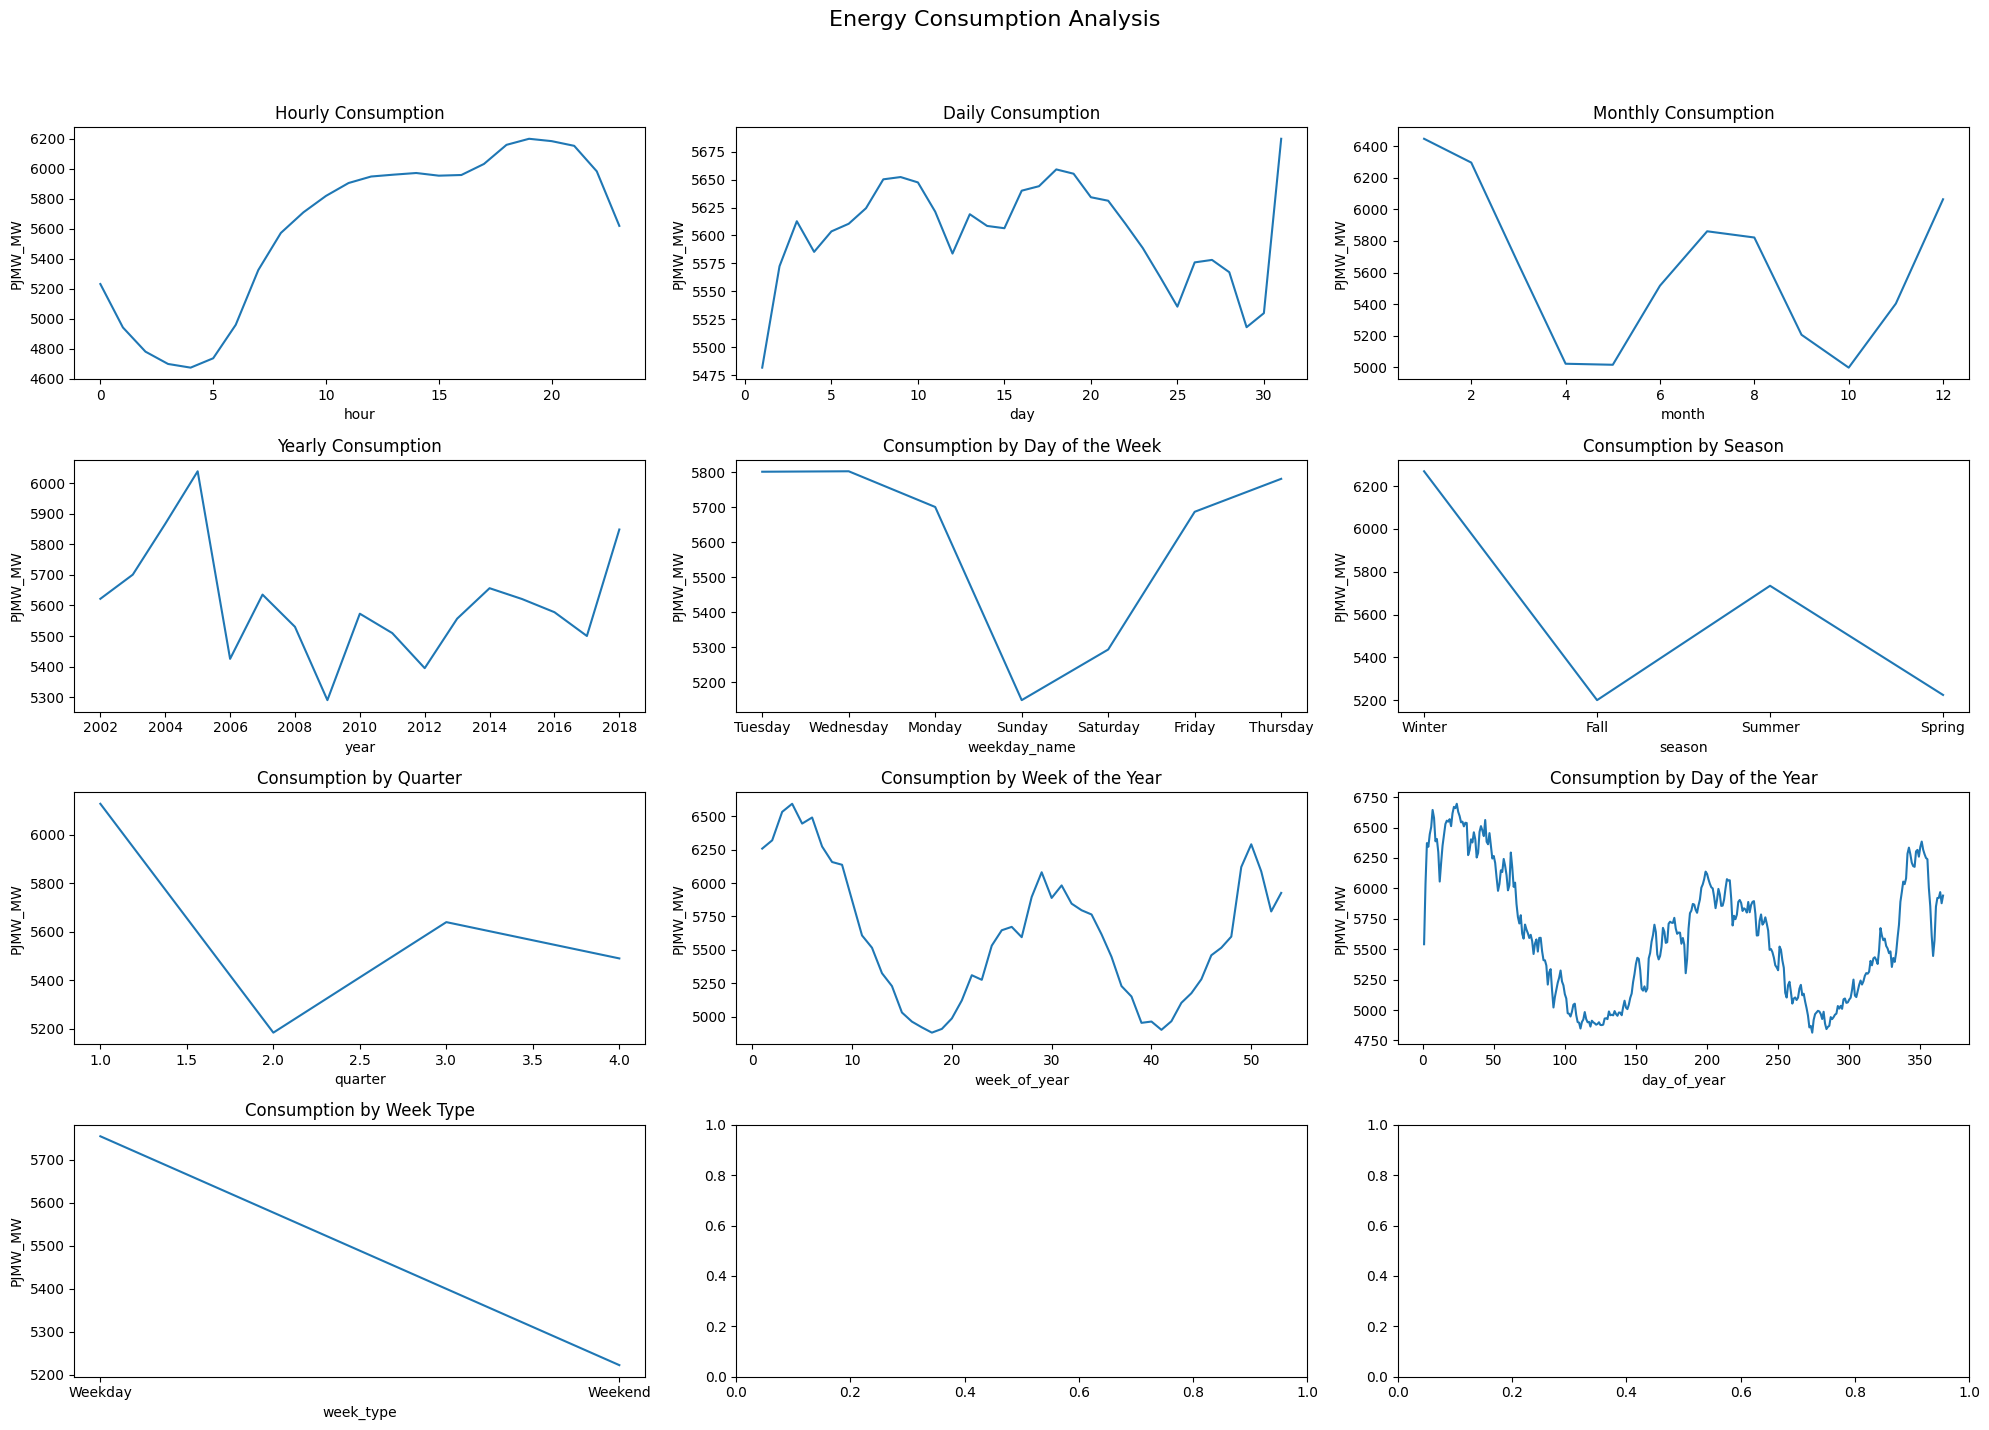 Energy Consumption Analysis
Hourly Consumption
PJMW_MW
6200
6000
5800
5600
5400
5200
5000
4800
4600
0 5 10 15 20
hour
Daily Consumption
PJMW_MW
5675
5650
5625
5600
5575
5550
5525
5500
5475
0 5 10 15 20 25 30
day
Monthly Consumption
PJMW_MW
6400
6200
6000
5800
5600
5400
5200
5000
2 4 6 8 10 12
month
Yearly Consumption
PJMW_MW
6000
5900
5800
5700
5600
5500
5400
5300
2002 2004 2006 2008 2010 2012 2014 2016 2018
year
Consumption by Day of the Week
PJMW_MW
5800
5700
5600
5500
5400
5300
5200
Tuesday Wednesday Monday Sunday Saturday Friday Thursday
weekday_name
Consumption by Season
PJMW_MW
6200
6000
5800
5600
5400
5200
Winter Fall Summer Spring
season
Consumption by Quarter
PJMW_MW
6000
5800
5600
5400
5200
1.0 1.5 2.0 2.5 3.0 3.5 4.0
quarter
Consumption by Week of the Year
PJMW_MW
6500
6250
6000
5750
5500
5250
5000
0 10 20 30 40 50
week_of_year
Consumption by Day of the Year
PJMW_MW
6750
6500
6250
6000
5750
5500
5250
5000
4750
0 50 100 150 200 250 300 350
day_of_year
Consumption by Week Type
PJMW_MW
5700
5600
5500
5400
5300
5200
Weekday Weekend
week_type
1.0
0.8
0.6
0.4
0.2
0.0
0.0 0.2 0.4 0.6 0.8 1.0
1.0
0.8
0.6
0.4
0.2
0.0
0.0 0.2 0.4 0.6 0.8 1.0